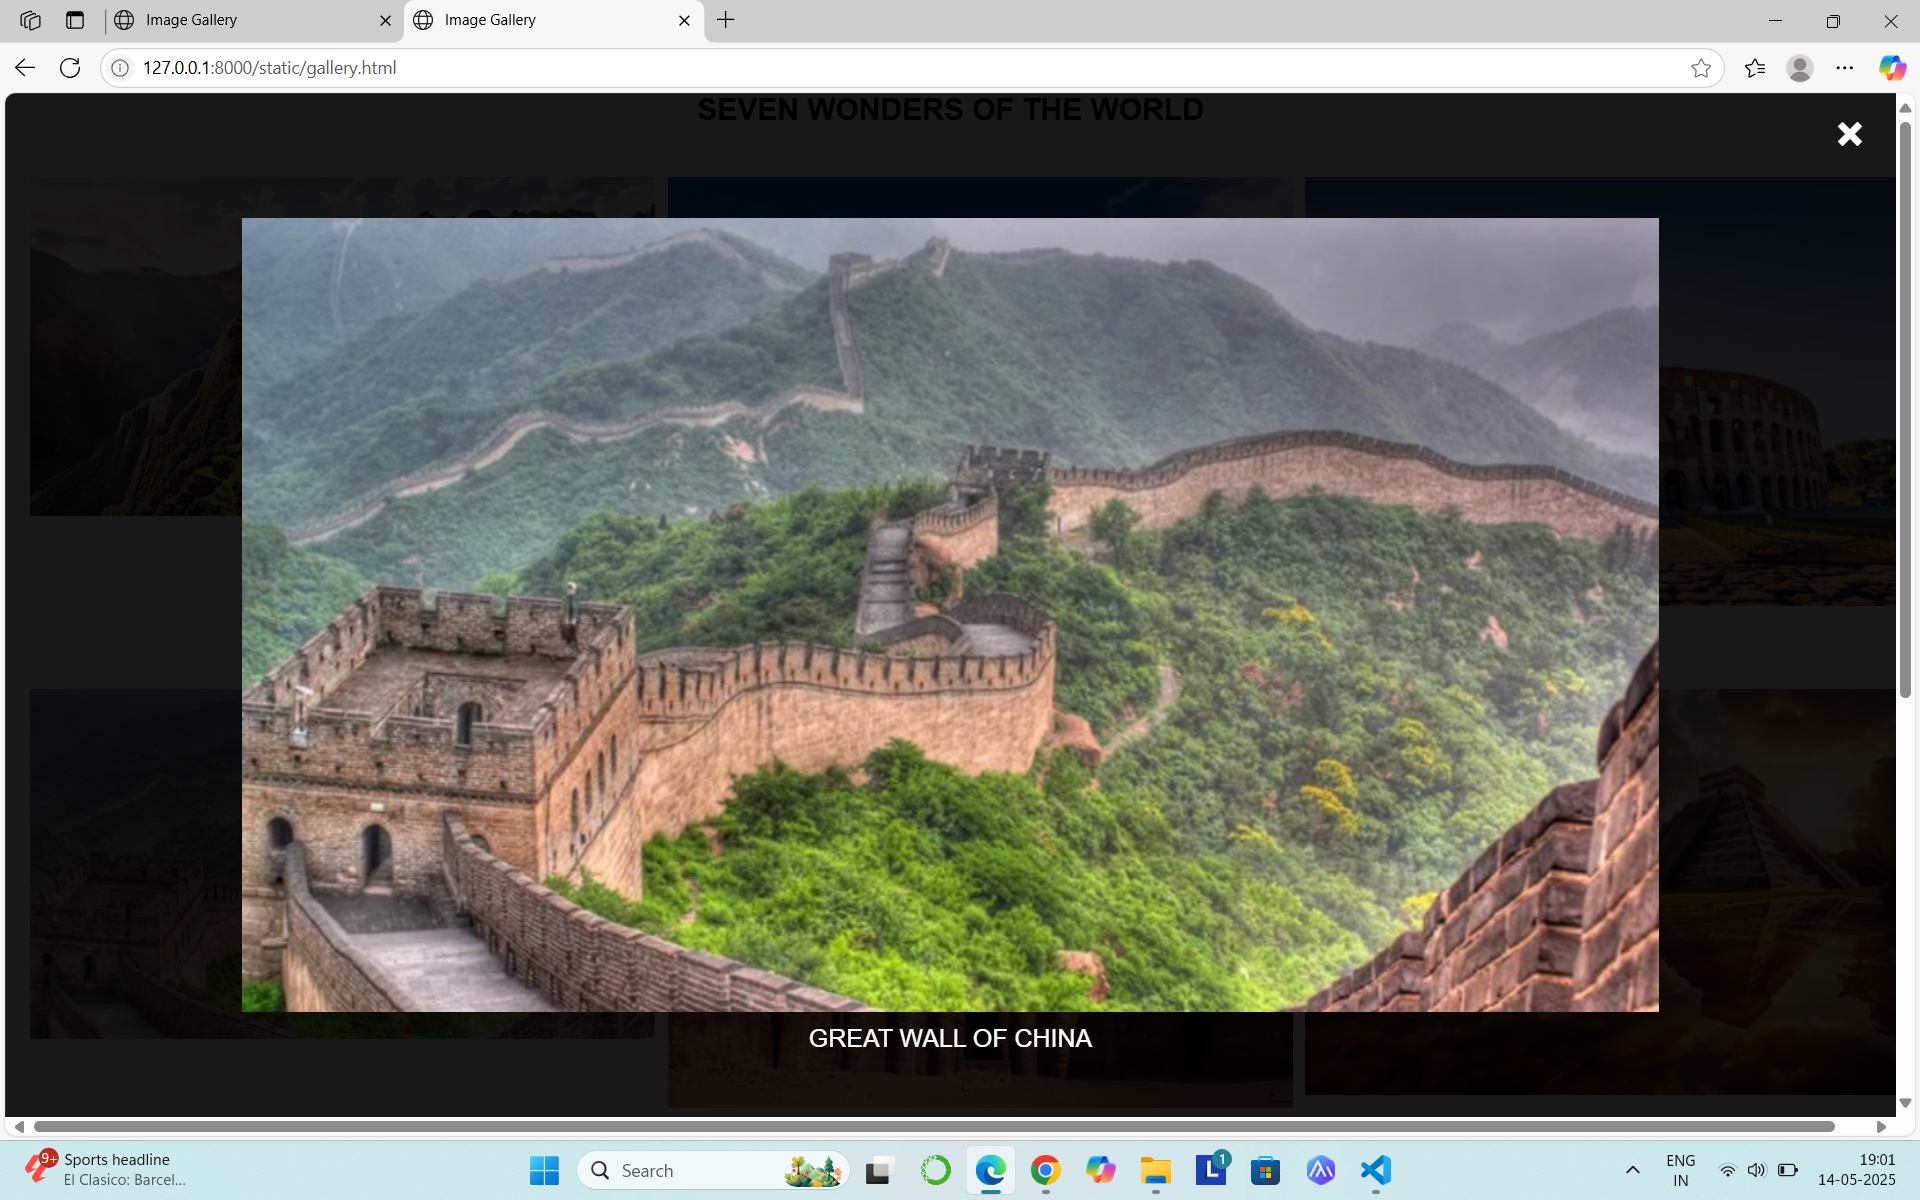 Image Gallery
Image Gallery
127.0.0.1:8000/static/gallery.html
SEVEN WONDERS OF THE WORLD
GREAT WALL OF CHINA
9+
Sports headline
El Clasico: Barcel...
Search
L
1
ENG
IN
19:01
14-05-2025